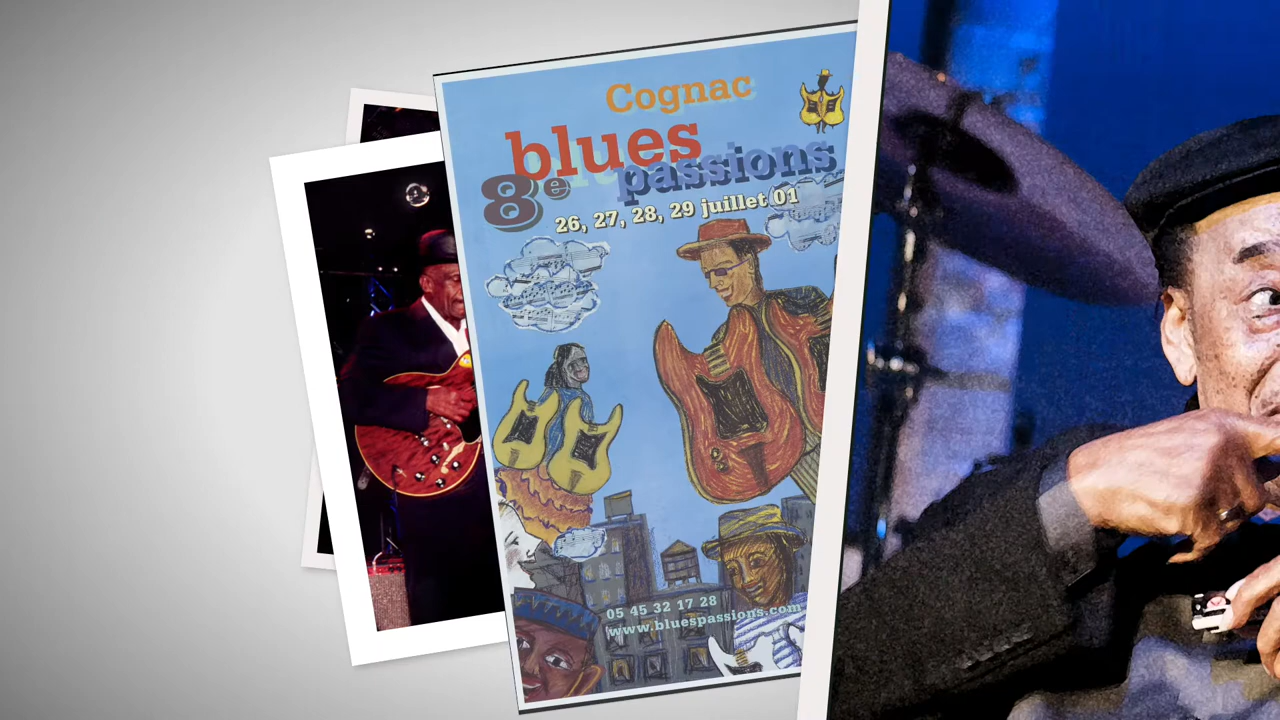 Cognac
blues
passions
8e
26, 27, 28, 29 juillet 01
05 45 32 17 28
www.bluespassions.com